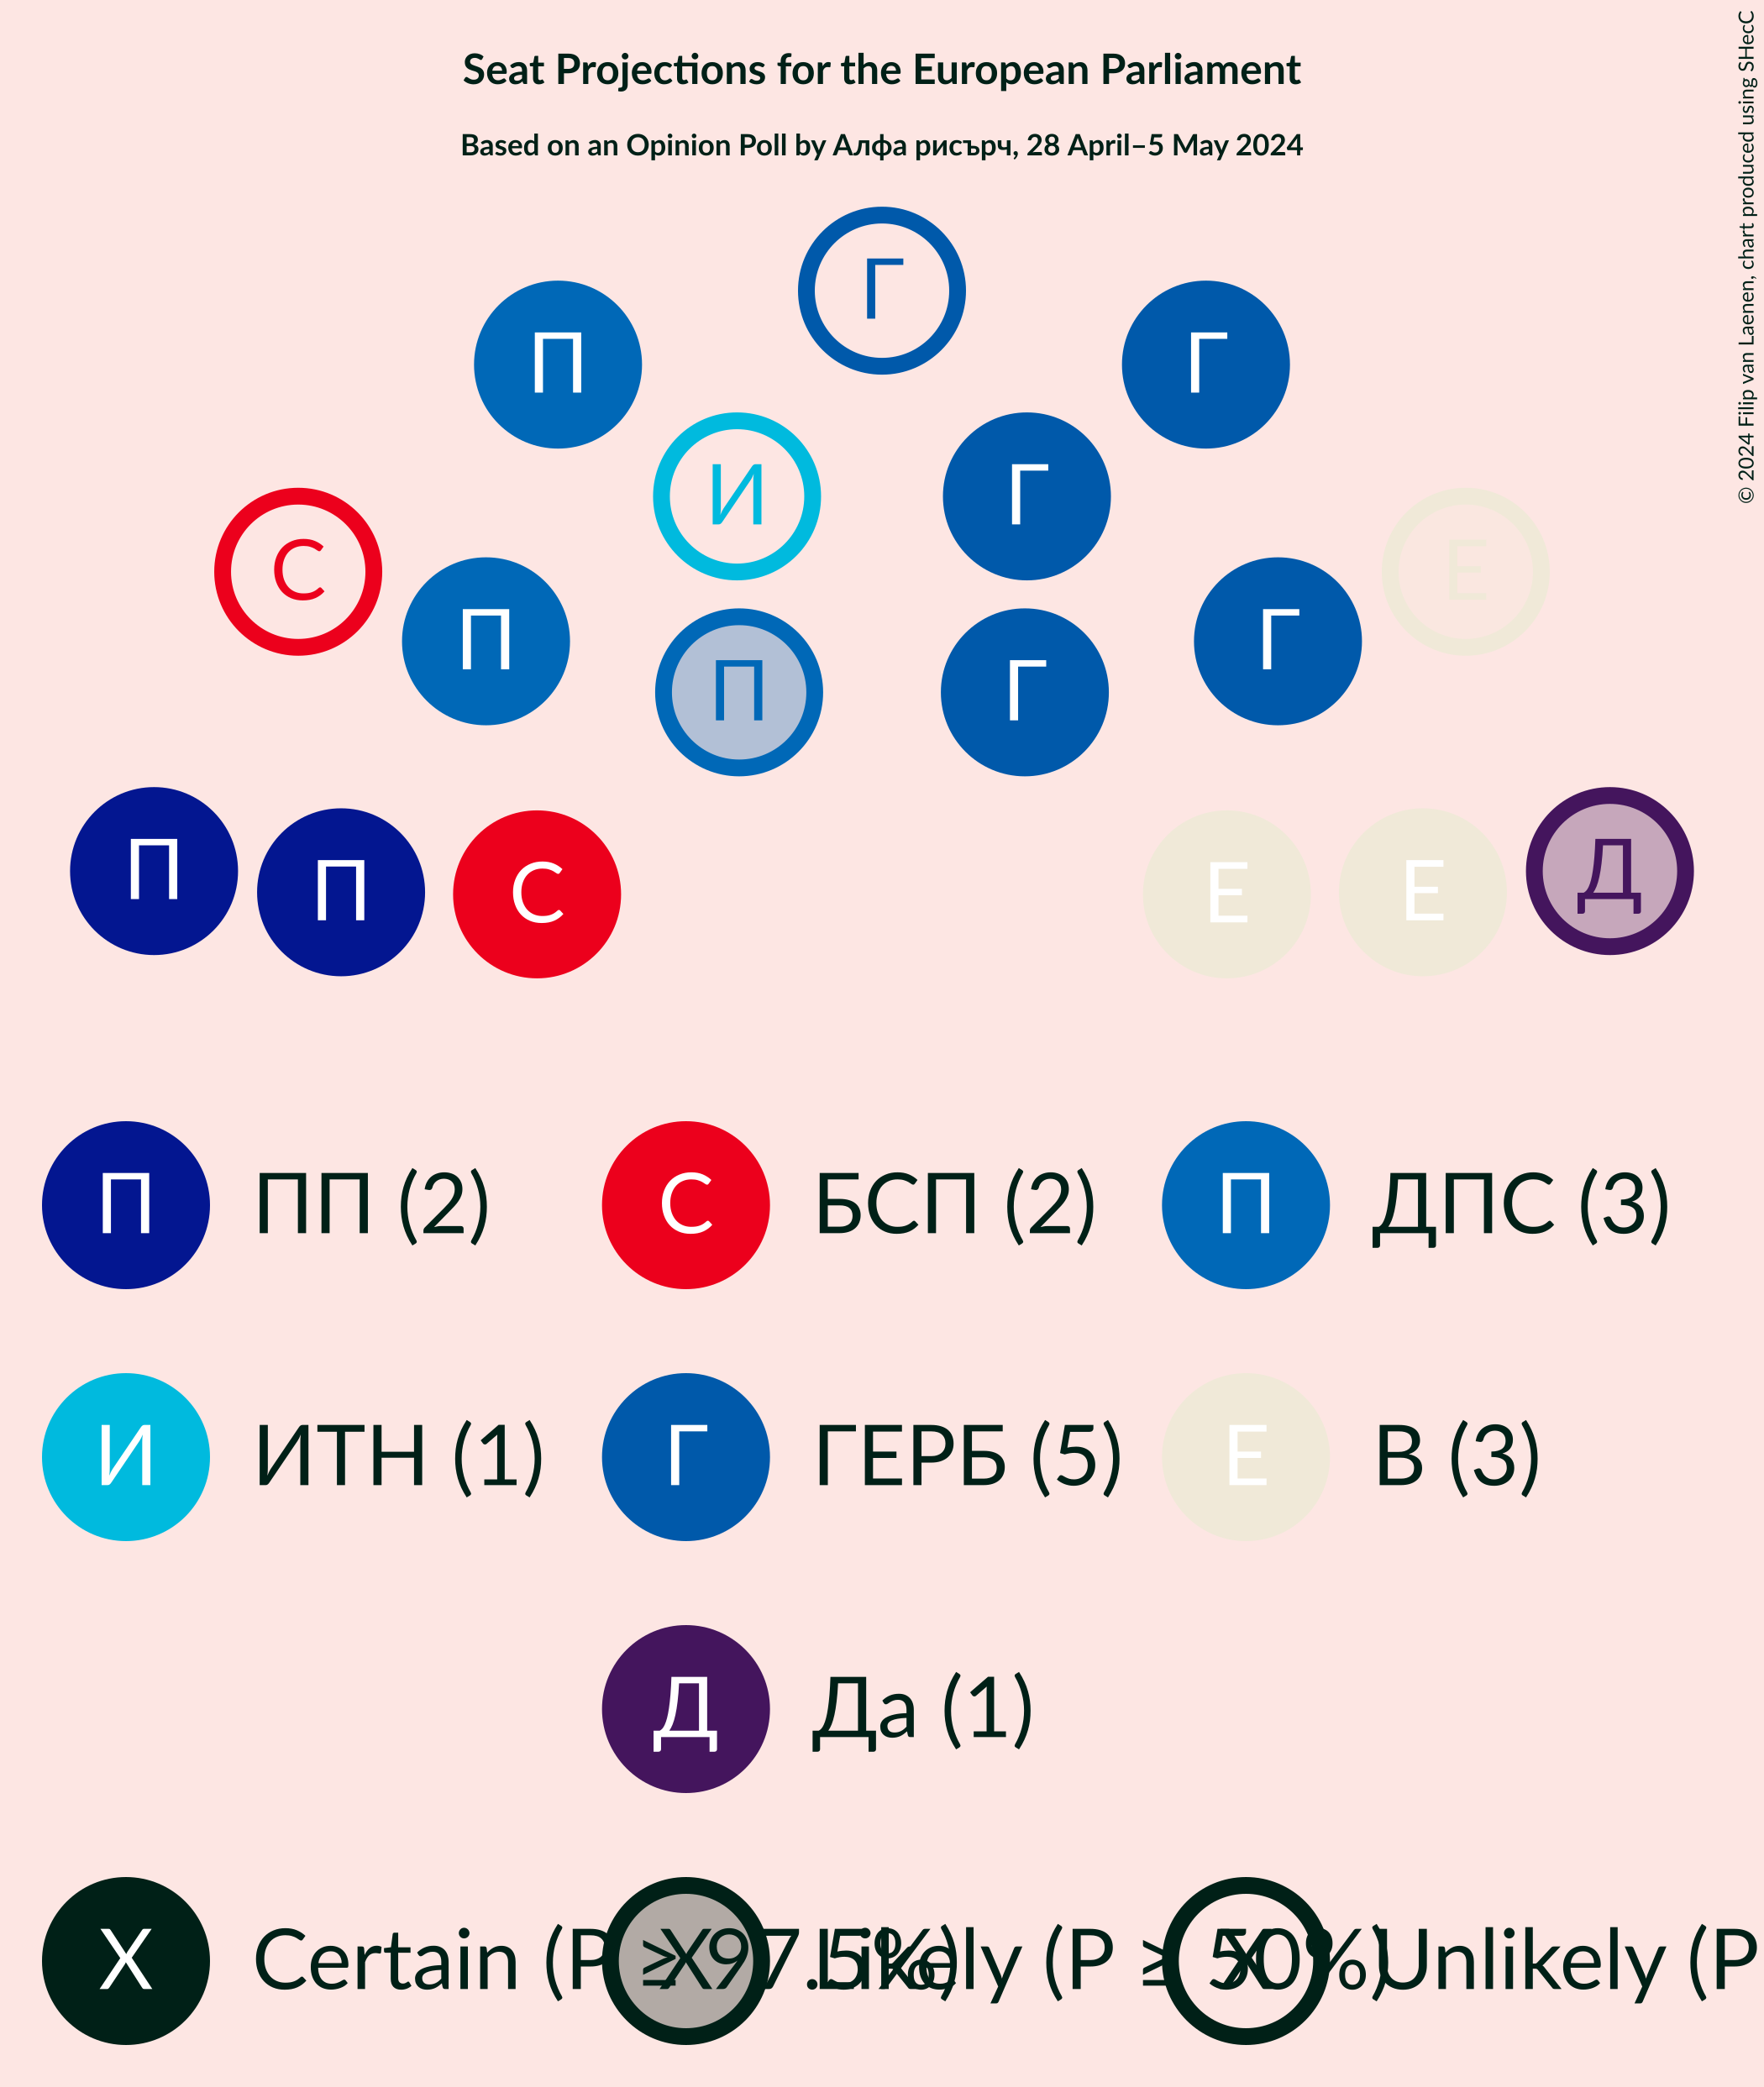 Seat Projections for the European Parliament
Based on an Opinion Poll by Алфа рисърч, 28 April–5 May 2024
© 2024 Filip van Laenen, chart produced using SHecC
Г
П
Г
И
Г
С
Е
П
Г
П
Г
П
Д
П
С
Е
Е
П ПП (2)
С БСП (2)
П ДПС (3)
И ИТН (1)
Г ГЕРБ (5)
Е В (3)
Д Да (1)
X Certain (P ≥ 97.5%)
X Likely (P ≥ 50%)
X Unlikely (P